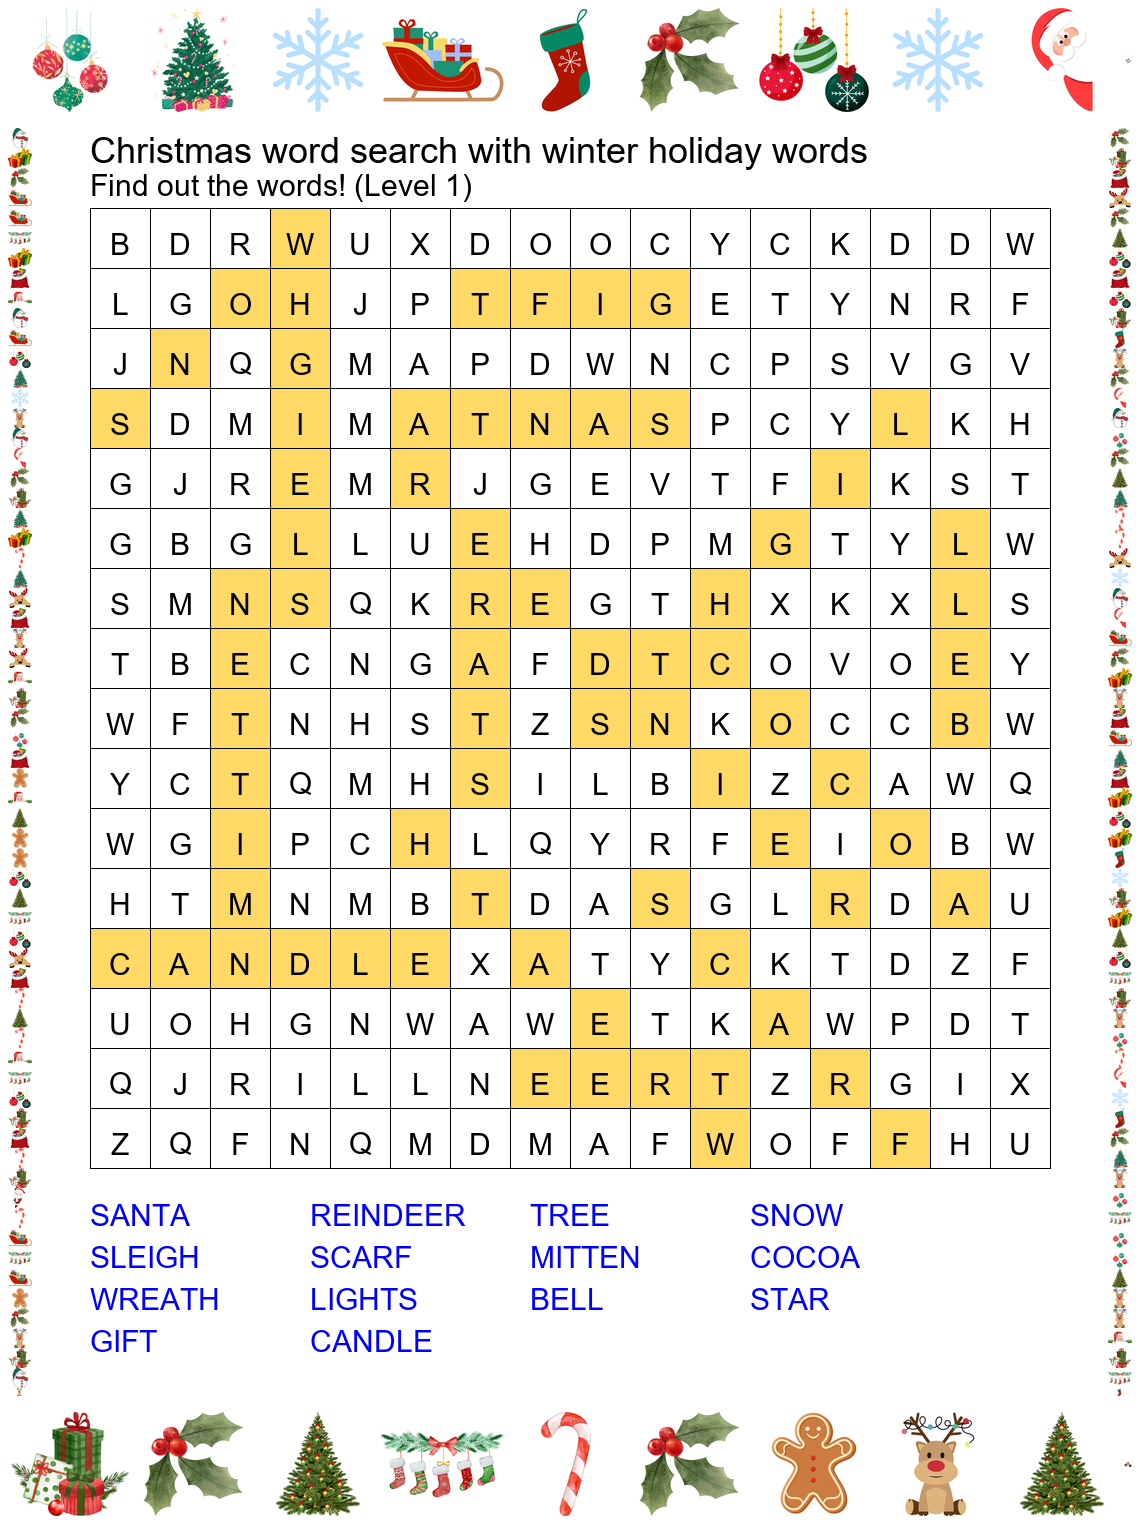 Christmas word search with winter holiday words
Find out the words! (Level 1)
B D R W U X D O O C Y C K D D W
L G O H J P T F I G E T Y N R F
J N Q G M A P D W N C P S V G V
S D M I M A T N A S P C Y L K H
G J R E M R J G E V T F I K S T
G B G L L U E H D P M G T Y L W
S M N S Q K R E G T H X K X L S
T B E C N G A F D T C O V O E Y
W F T N H S T Z S N K O C C B W
Y C T Q M H S I L B I Z C A W Q
W G I P C H L Q Y R F E I O B W
H T M N M B T D A S G L R D A U
C A N D L E X A T Y C K T D Z F
U O H G N W A W E T K A W P D T
Q J R I L L N E E R T Z R G I X
Z Q F N Q M D M A F W O F F H U
SANTA REINDEER TREE SNOW
SLEIGH SCARF MITTEN COCOA
WREATH LIGHTS BELL STAR
GIFT CANDLE